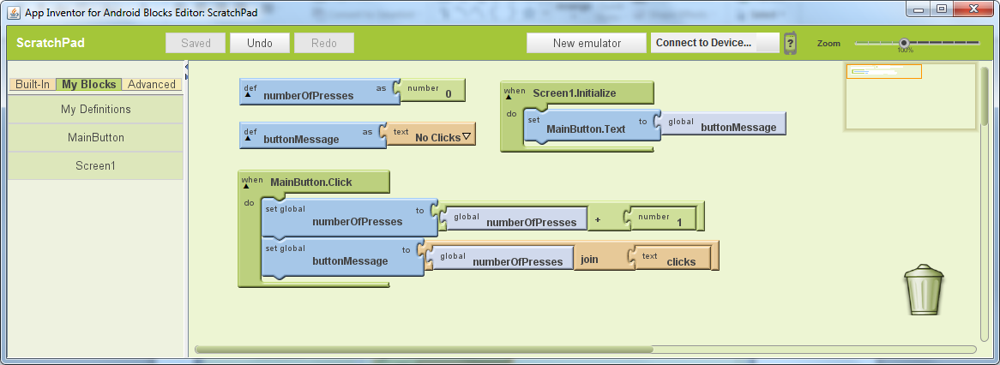 App Inventor for Android Blocks Editor: ScratchPad
ScratchPad Saved Undo Redo New emulator Connect to Device... ? Zoom 100%
Built-In My Blocks Advanced
My Definitions
MainButton
Screen1
def numberOfPresses as number 0
def buttonMessage as text No Clicks
when Screen1.Initialize
do set MainButton.Text to global buttonMessage
when MainButton.Click
do set global numberOfPresses to global numberOfPresses + number 1
set global buttonMessage to global numberOfPresses join text clicks